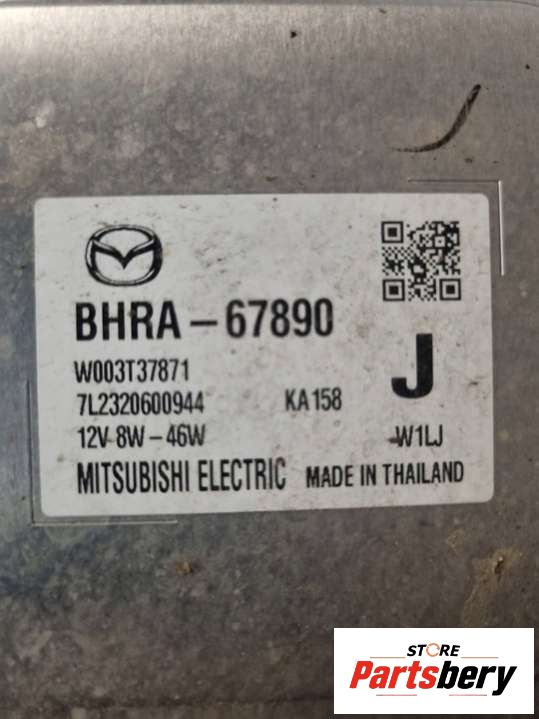 BHRA-67890
W003T37871
7L2320600944 KA158
J
12V 8W-46W -W1LJ
MITSUBISHI ELECTRIC MADE IN THAILAND
STORE
Partsbery